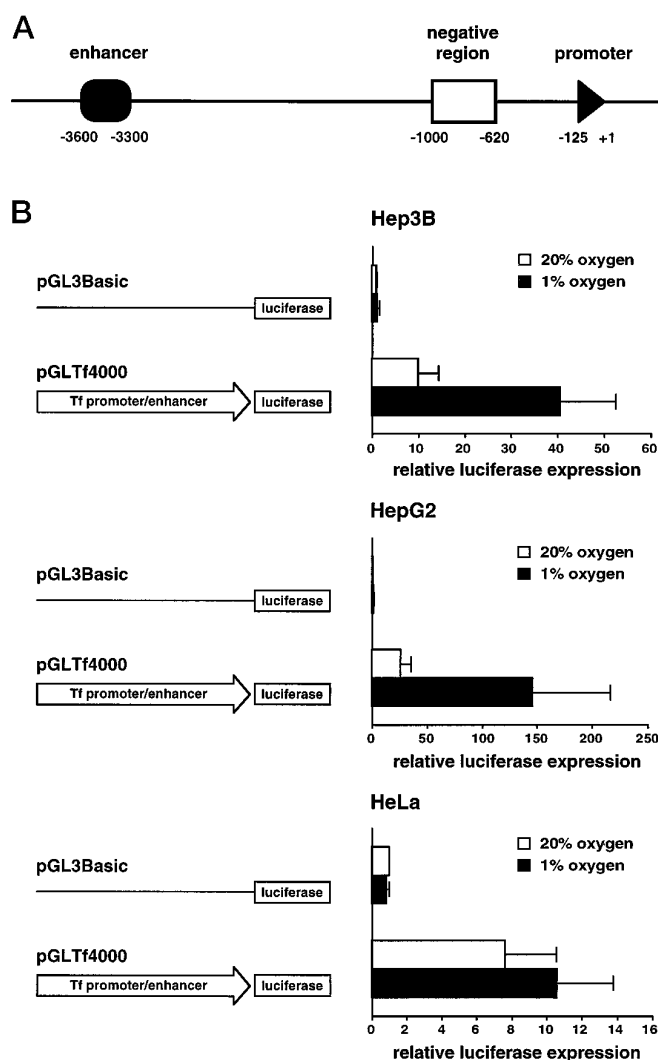 A
enhancer
negative
region
promoter
-3600 -3300
-1000 -620
-125 +1
B
Hep3B
20% oxygen
1% oxygen
pGL3Basic
luciferase
pGLTf4000
Tf promoter/enhancer
luciferase
0 10 20 30 40 50 60
relative luciferase expression
HepG2
20% oxygen
1% oxygen
pGL3Basic
luciferase
pGLTf4000
Tf promoter/enhancer
luciferase
0 50 100 150 200 250
relative luciferase expression
HeLa
20% oxygen
1% oxygen
pGL3Basic
luciferase
pGLTf4000
Tf promoter/enhancer
luciferase
0 2 4 6 8 10 12 14 16
relative luciferase expression